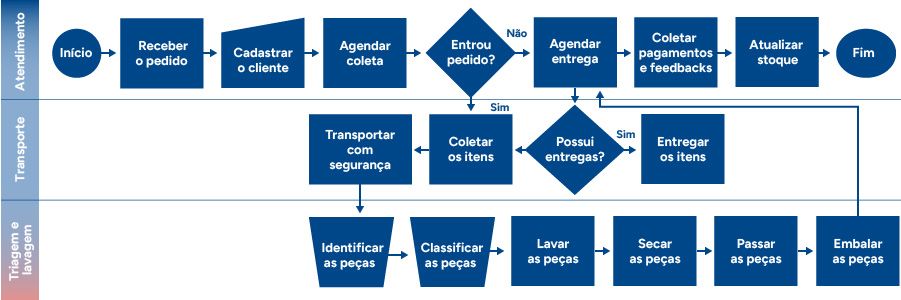 Atendimento
Início
Receber
o pedido
Cadastrar
o cliente
Agendar
coleta
Entrou
pedido?
Não
Agendar
entrega
Coletar
pagamentos
e feedbacks
Atualizar
stoque
Fim
Sim
Transporte
Transportar
com
segurança
Coletar
os itens
Possui
entregas?
Sim
Entregar
os itens
Triagem e
lavagem
Identificar
as peças
Classificar
as peças
Lavar
as peças
Secar
as peças
Passar
as peças
Embalar
as peças